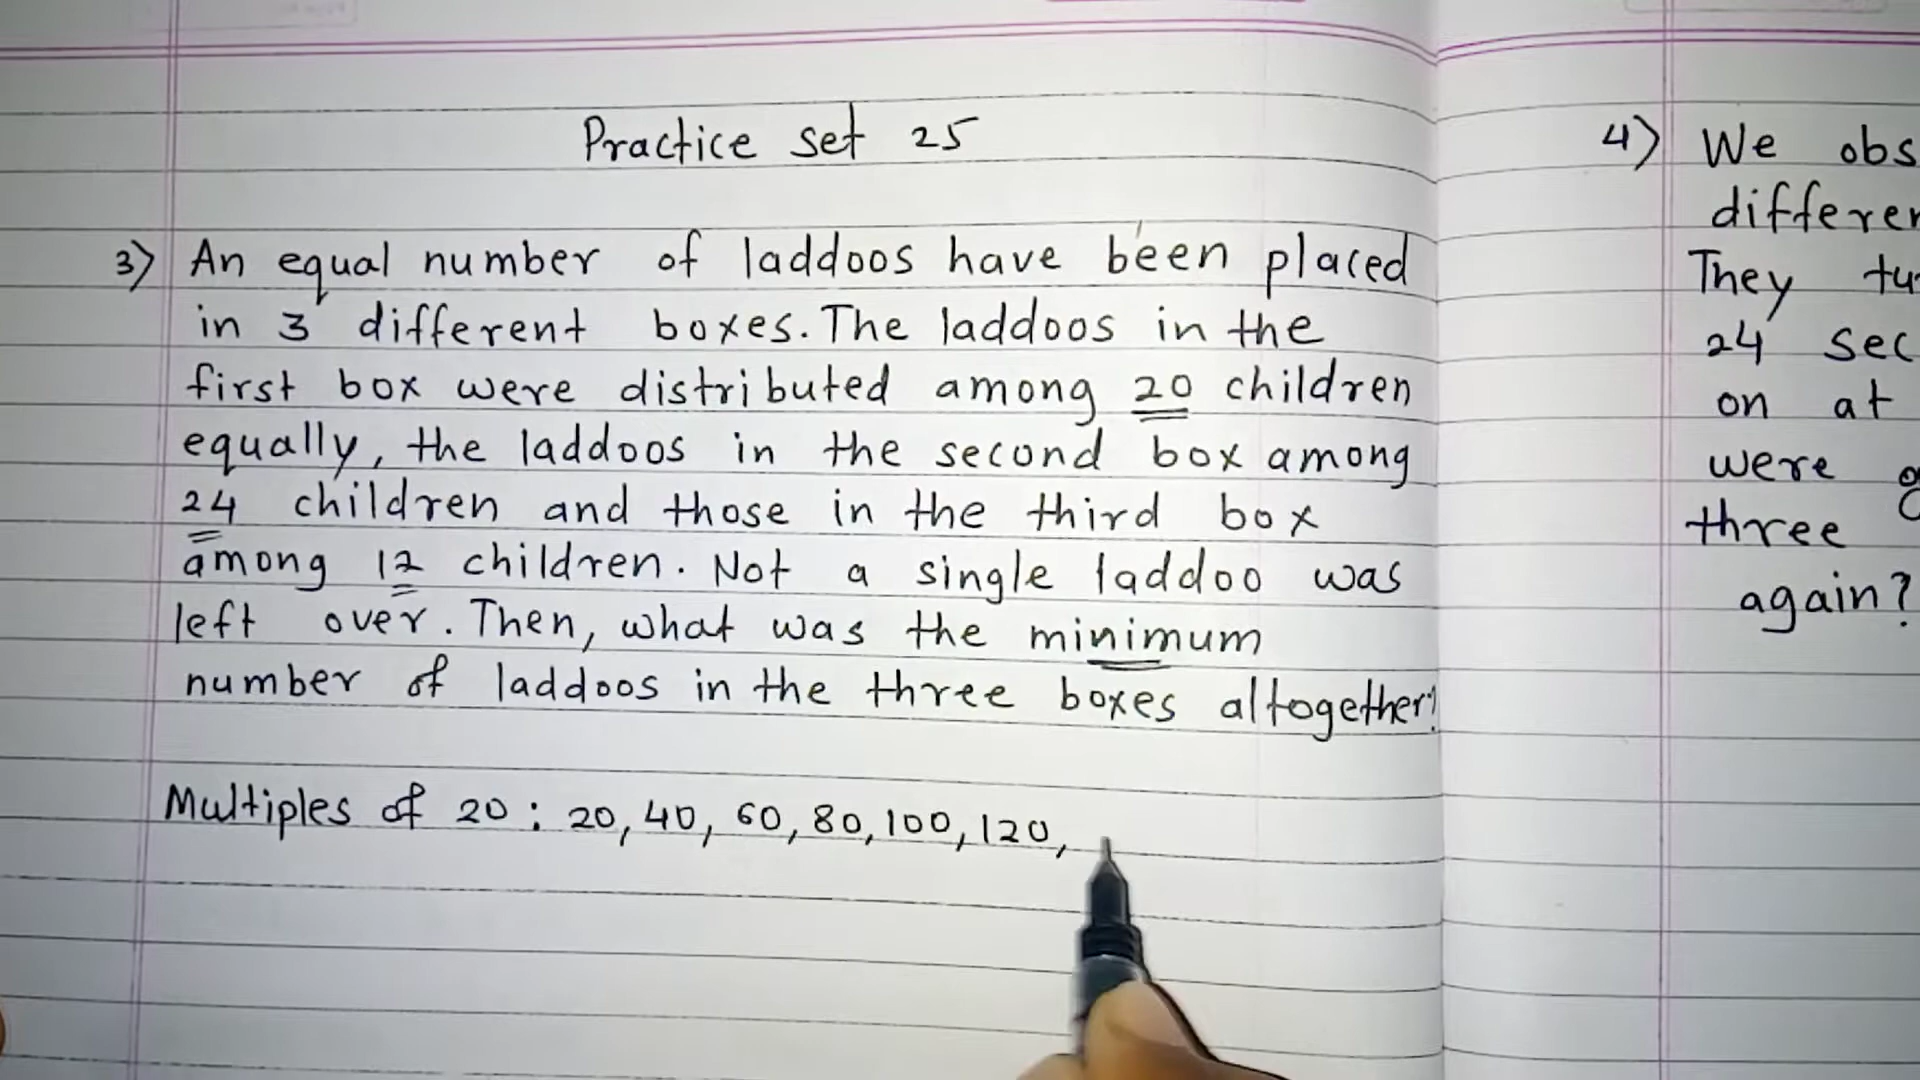 Practice set 25
3) An equal number of laddoos have been placed
in 3 different boxes. The laddoos in the
first box were distributed among 20 children
equally, the laddoos in the second box among
24 children and those in the third box
among 12 children. Not a single laddoo was
left over. Then, what was the minimum
number of laddoos in the three boxes altogether?
Multiples of 20 : 20, 40, 60, 80, 100, 120,
4) We obs
differen
They tu
24 sec
on at
were g
three
again?